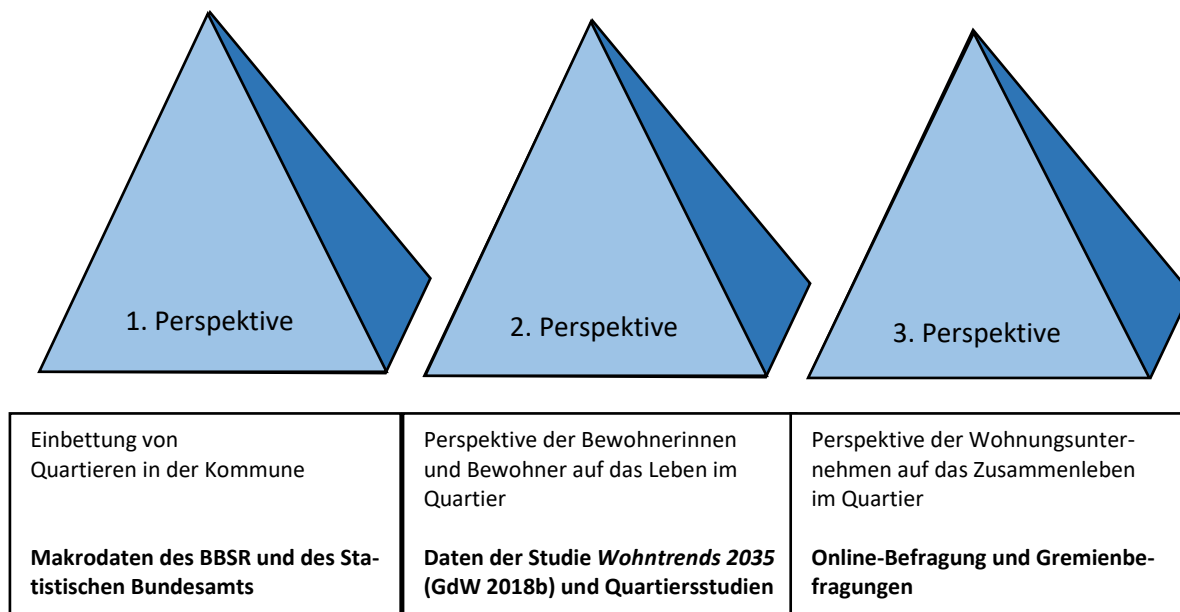 1. Perspektive
2. Perspektive
3. Perspektive
Einbettung von
Quartieren in der Kommune
Makrodaten des BBSR und des Sta-
tistischen Bundesamts
Perspektive der Bewohnerinnen
und Bewohner auf das Leben im
Quartier
Daten der Studie Wohntrends 2035
(GdW 2018b) und Quartiersstudien
Perspektive der Wohnungsunter-
nehmen auf das Zusammenleben
im Quartier
Online-Befragung und Gremienbe-
fragungen